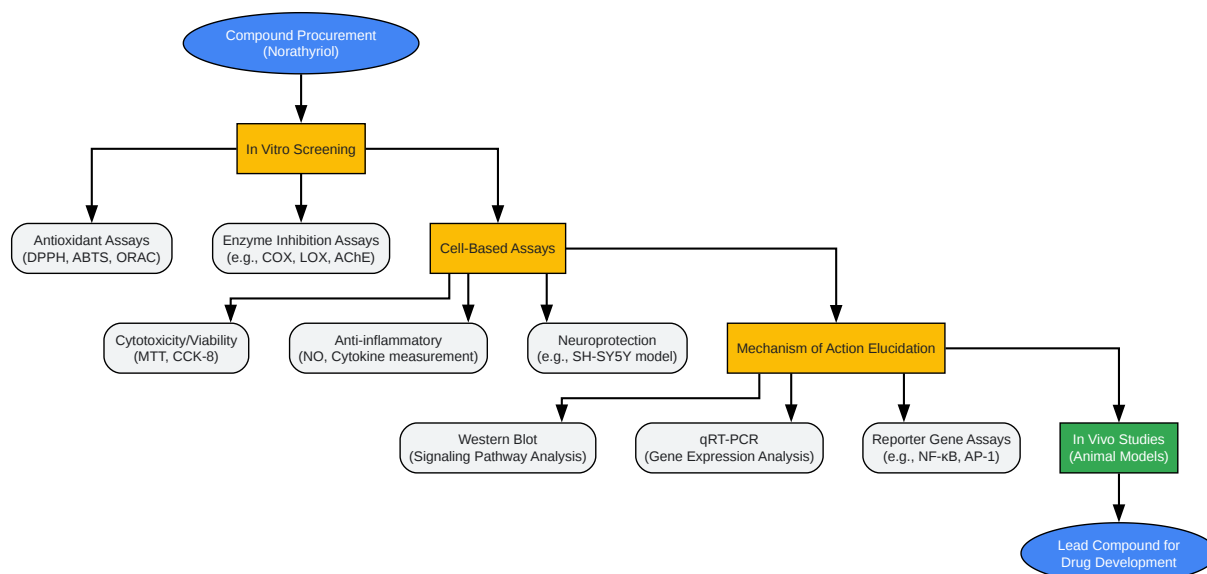 Compound Procurement
(Norathyriol)
In Vitro Screening
Antioxidant Assays
(DPPH, ABTS, ORAC)
Enzyme Inhibition Assays
(e.g., COX, LOX, AChE)
Cell-Based Assays
Cytotoxicity/Viability
(MTT, CCK-8)
Anti-inflammatory
(NO, Cytokine measurement)
Neuroprotection
(e.g., SH-SY5Y model)
Mechanism of Action Elucidation
Western Blot
(Signaling Pathway Analysis)
qRT-PCR
(Gene Expression Analysis)
Reporter Gene Assays
(e.g., NF-κB, AP-1)
In Vivo Studies
(Animal Models)
Lead Compound for
Drug Development